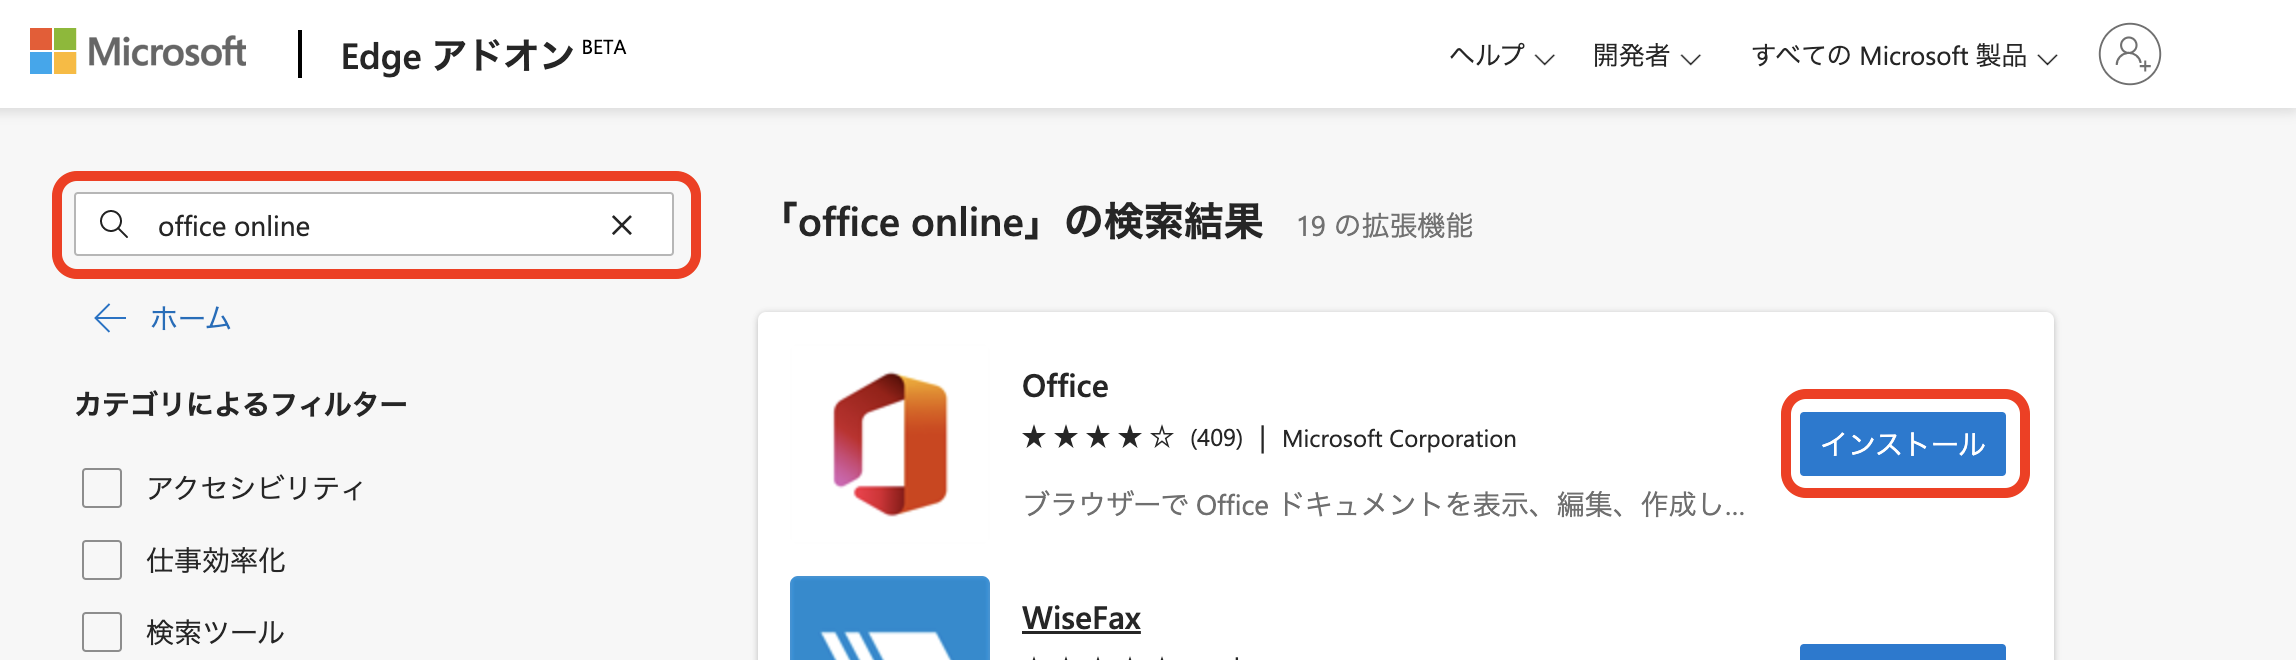 Microsoft
Edge アドオン BETA
ヘルプ
開発者
すべての Microsoft 製品
office online
「office online」の検索結果
19 の拡張機能
ホーム
カテゴリによるフィルター
アクセシビリティ
仕事効率化
検索ツール
Office
★ ★ ★ ★ ☆ (409) | Microsoft Corporation
ブラウザーで Office ドキュメントを表示、編集、作成し...
インストール
WiseFax